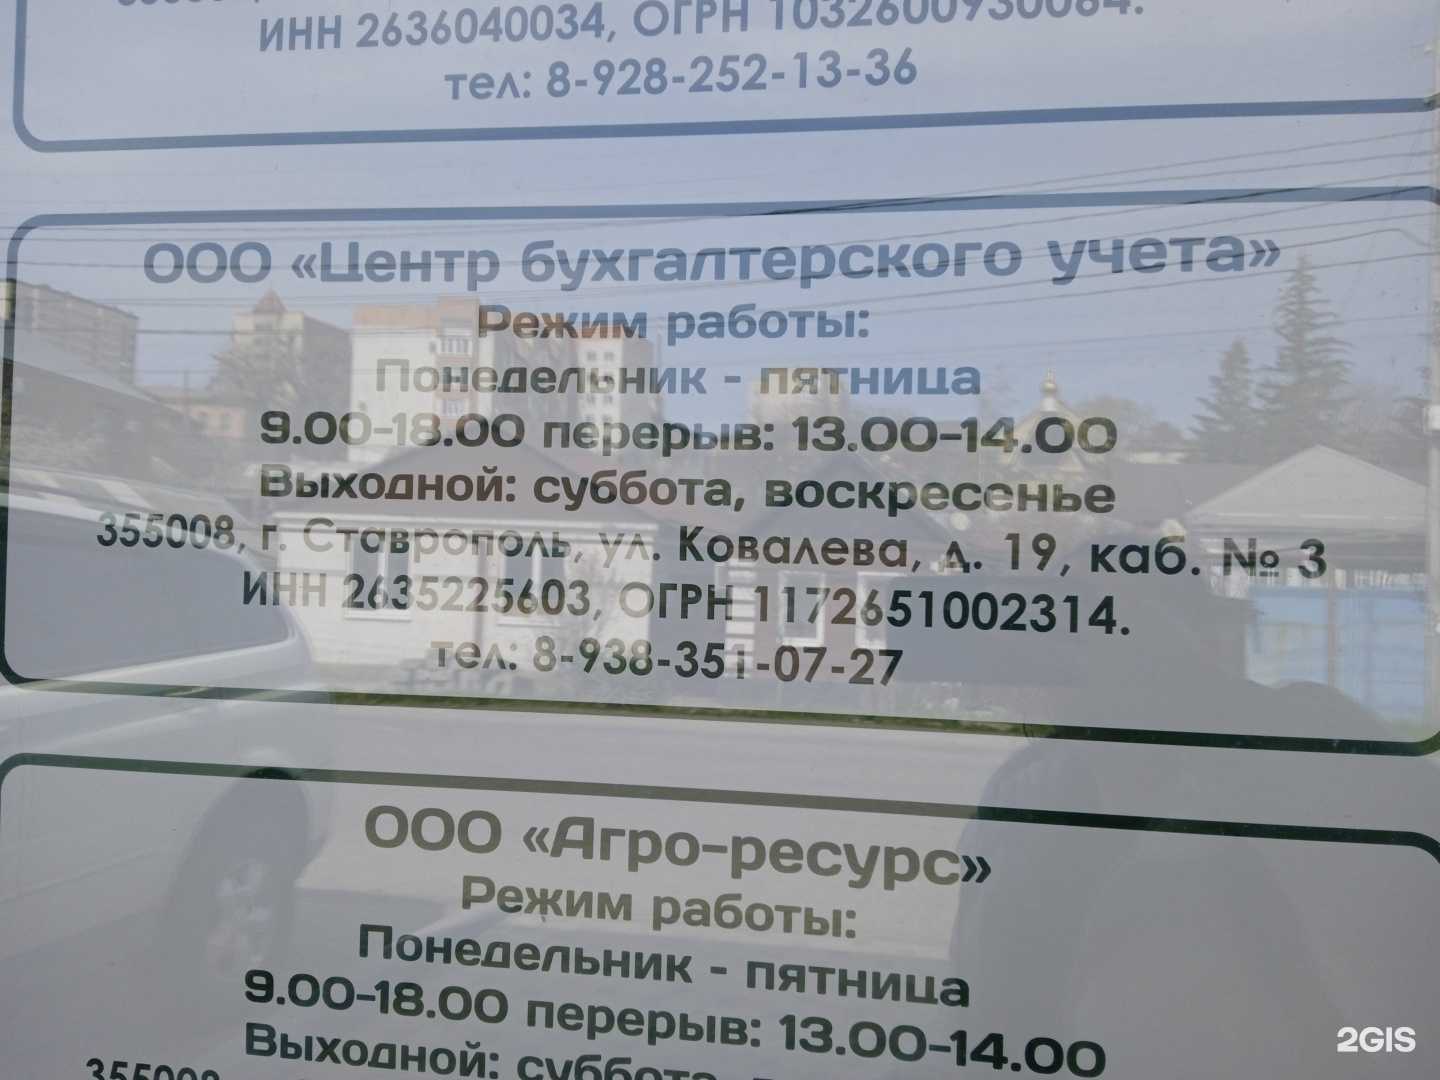 ИНН 2636040034, ОГРН 1032600930084.
тел: 8-928-252-13-36
ООО «Центр бухгалтерского учета»
Режим работы:
Понедельник - пятница
9.00-18.00 перерыв: 13.00-14.00
Выходной: суббота, воскресенье
355008, г. Ставрополь, ул. Ковалева, д. 19, каб. № 3
ИНН 2635225603, ОГРН 1172651002314.
тел: 8-938-351-07-27
ООО «Агро-ресурс»
Режим работы:
Понедельник - пятница
9.00-18.00 перерыв: 13.00-14.00
Выходной: суббота,
355008
2GIS